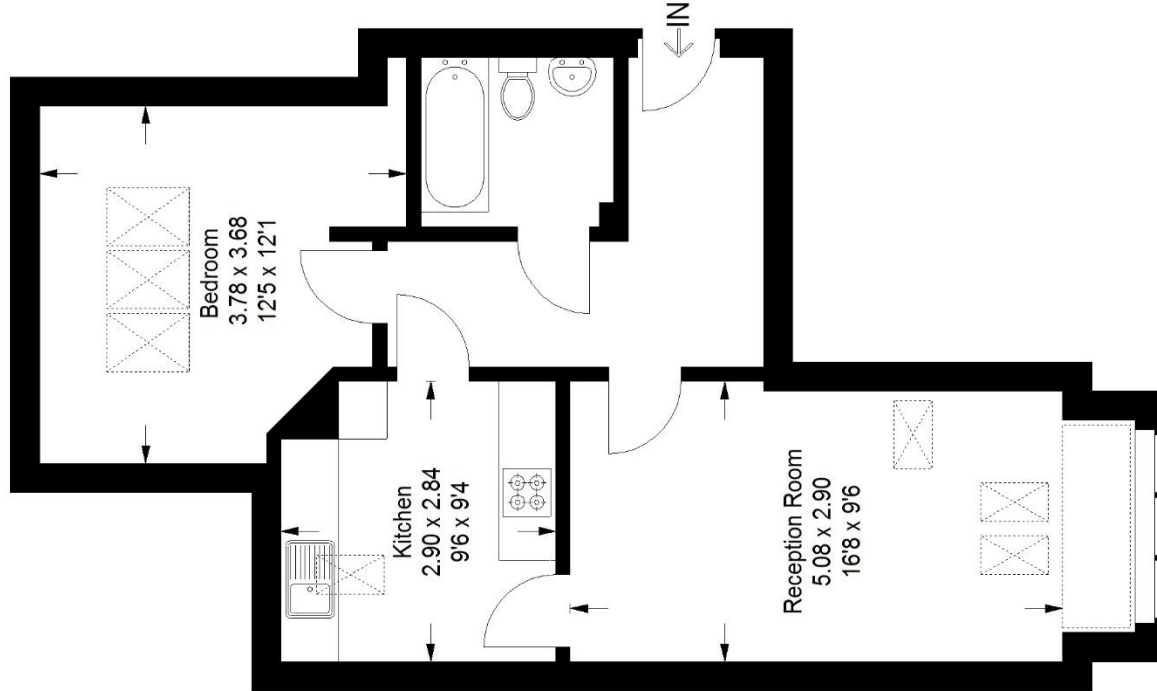 IN
Bedroom
3.78 x 3.68
12'5 x 12'1
Kitchen
2.90 x 2.84
9'6 x 9'4
Reception Room
5.08 x 2.90
16'8 x 9'6